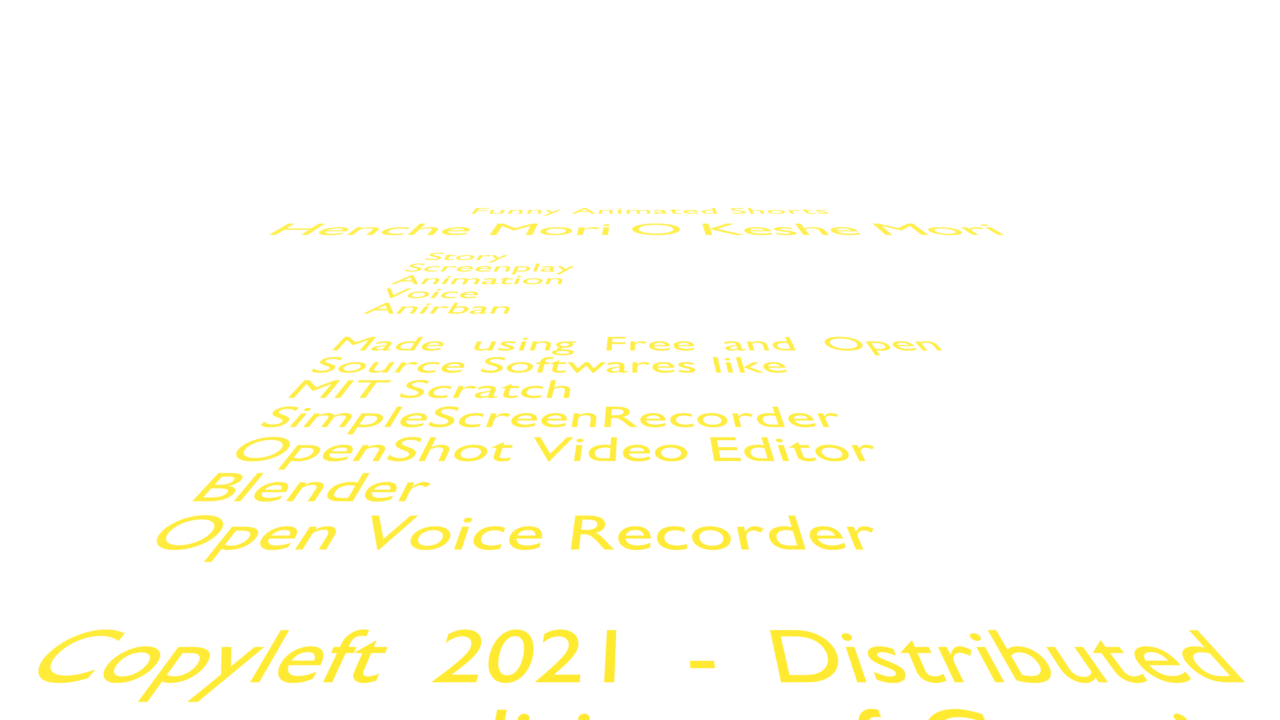 Funny Animated Shorts
Henche Mori O Keshe Mori
Story
Screenplay
Animation
Voice
Anirban
Made using Free and Open
Source Softwares like
MIT Scratch
SimpleScreenRecorder
OpenShot Video Editor
Blender
Open Voice Recorder
Copyleft 2021 - Distributed